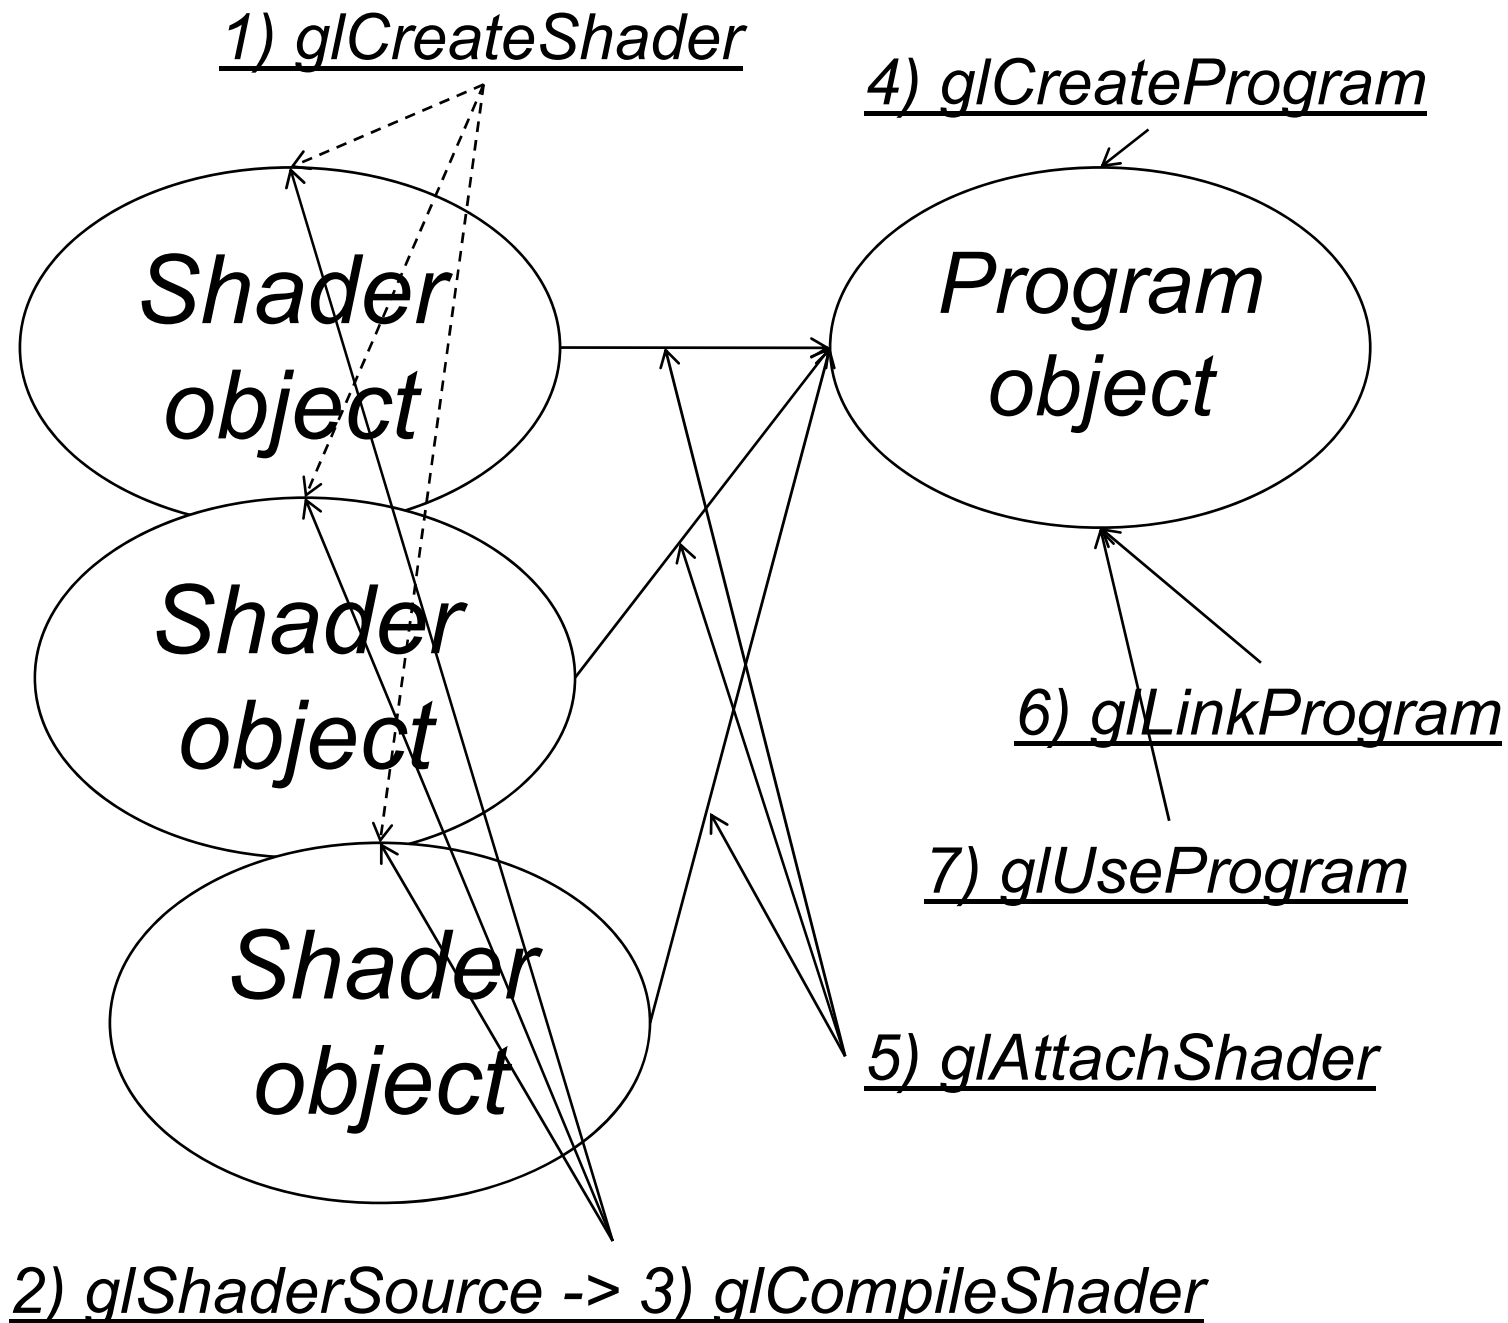 1) glCreateShader
4) glCreateProgram
Shader
object
Program
object
Shader
object
6) glLinkProgram
7) glUseProgram
Shader
object
5) glAttachShader
2) glShaderSource -> 3) glCompileShader